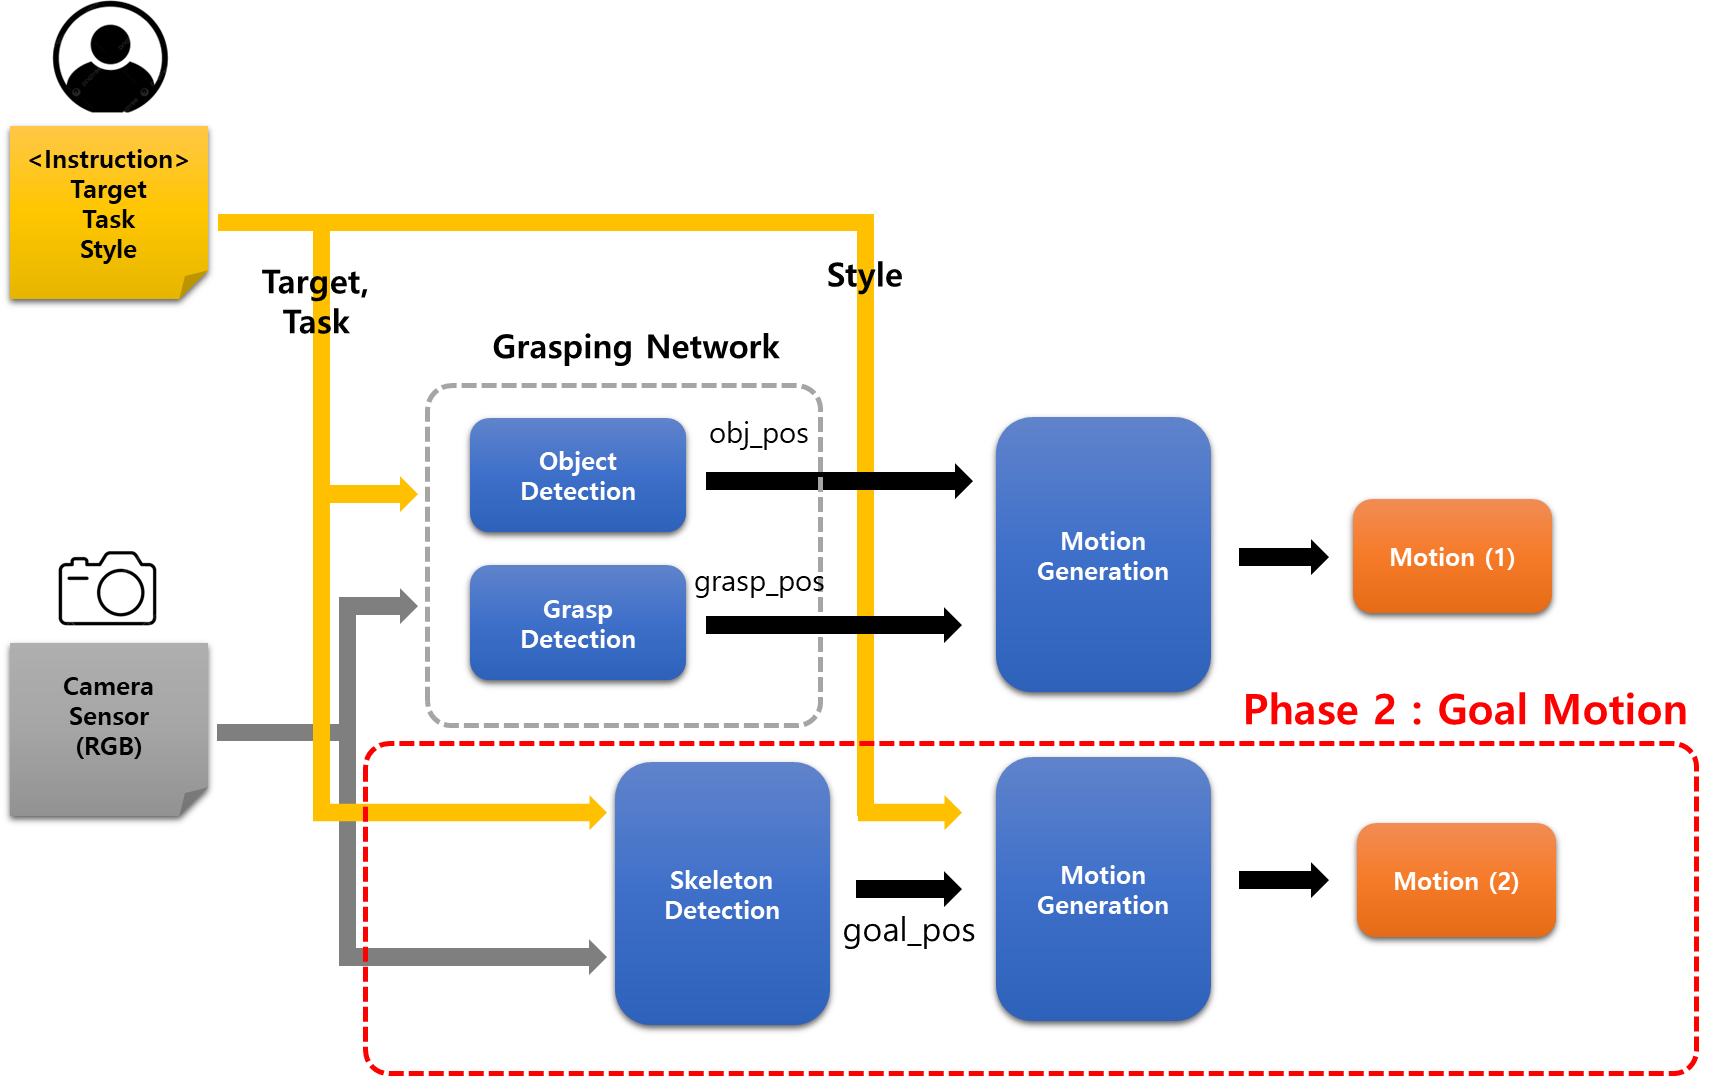 <Instruction>
Target
Task
Style
Target,
Task
Style
Grasping Network
Object
Detection
obj_pos
Grasp
Detection
grasp_pos
Motion
Generation
Motion (1)
Camera
Sensor
(RGB)
Phase 2 : Goal Motion
Skeleton
Detection
goal_pos
Motion
Generation
Motion (2)